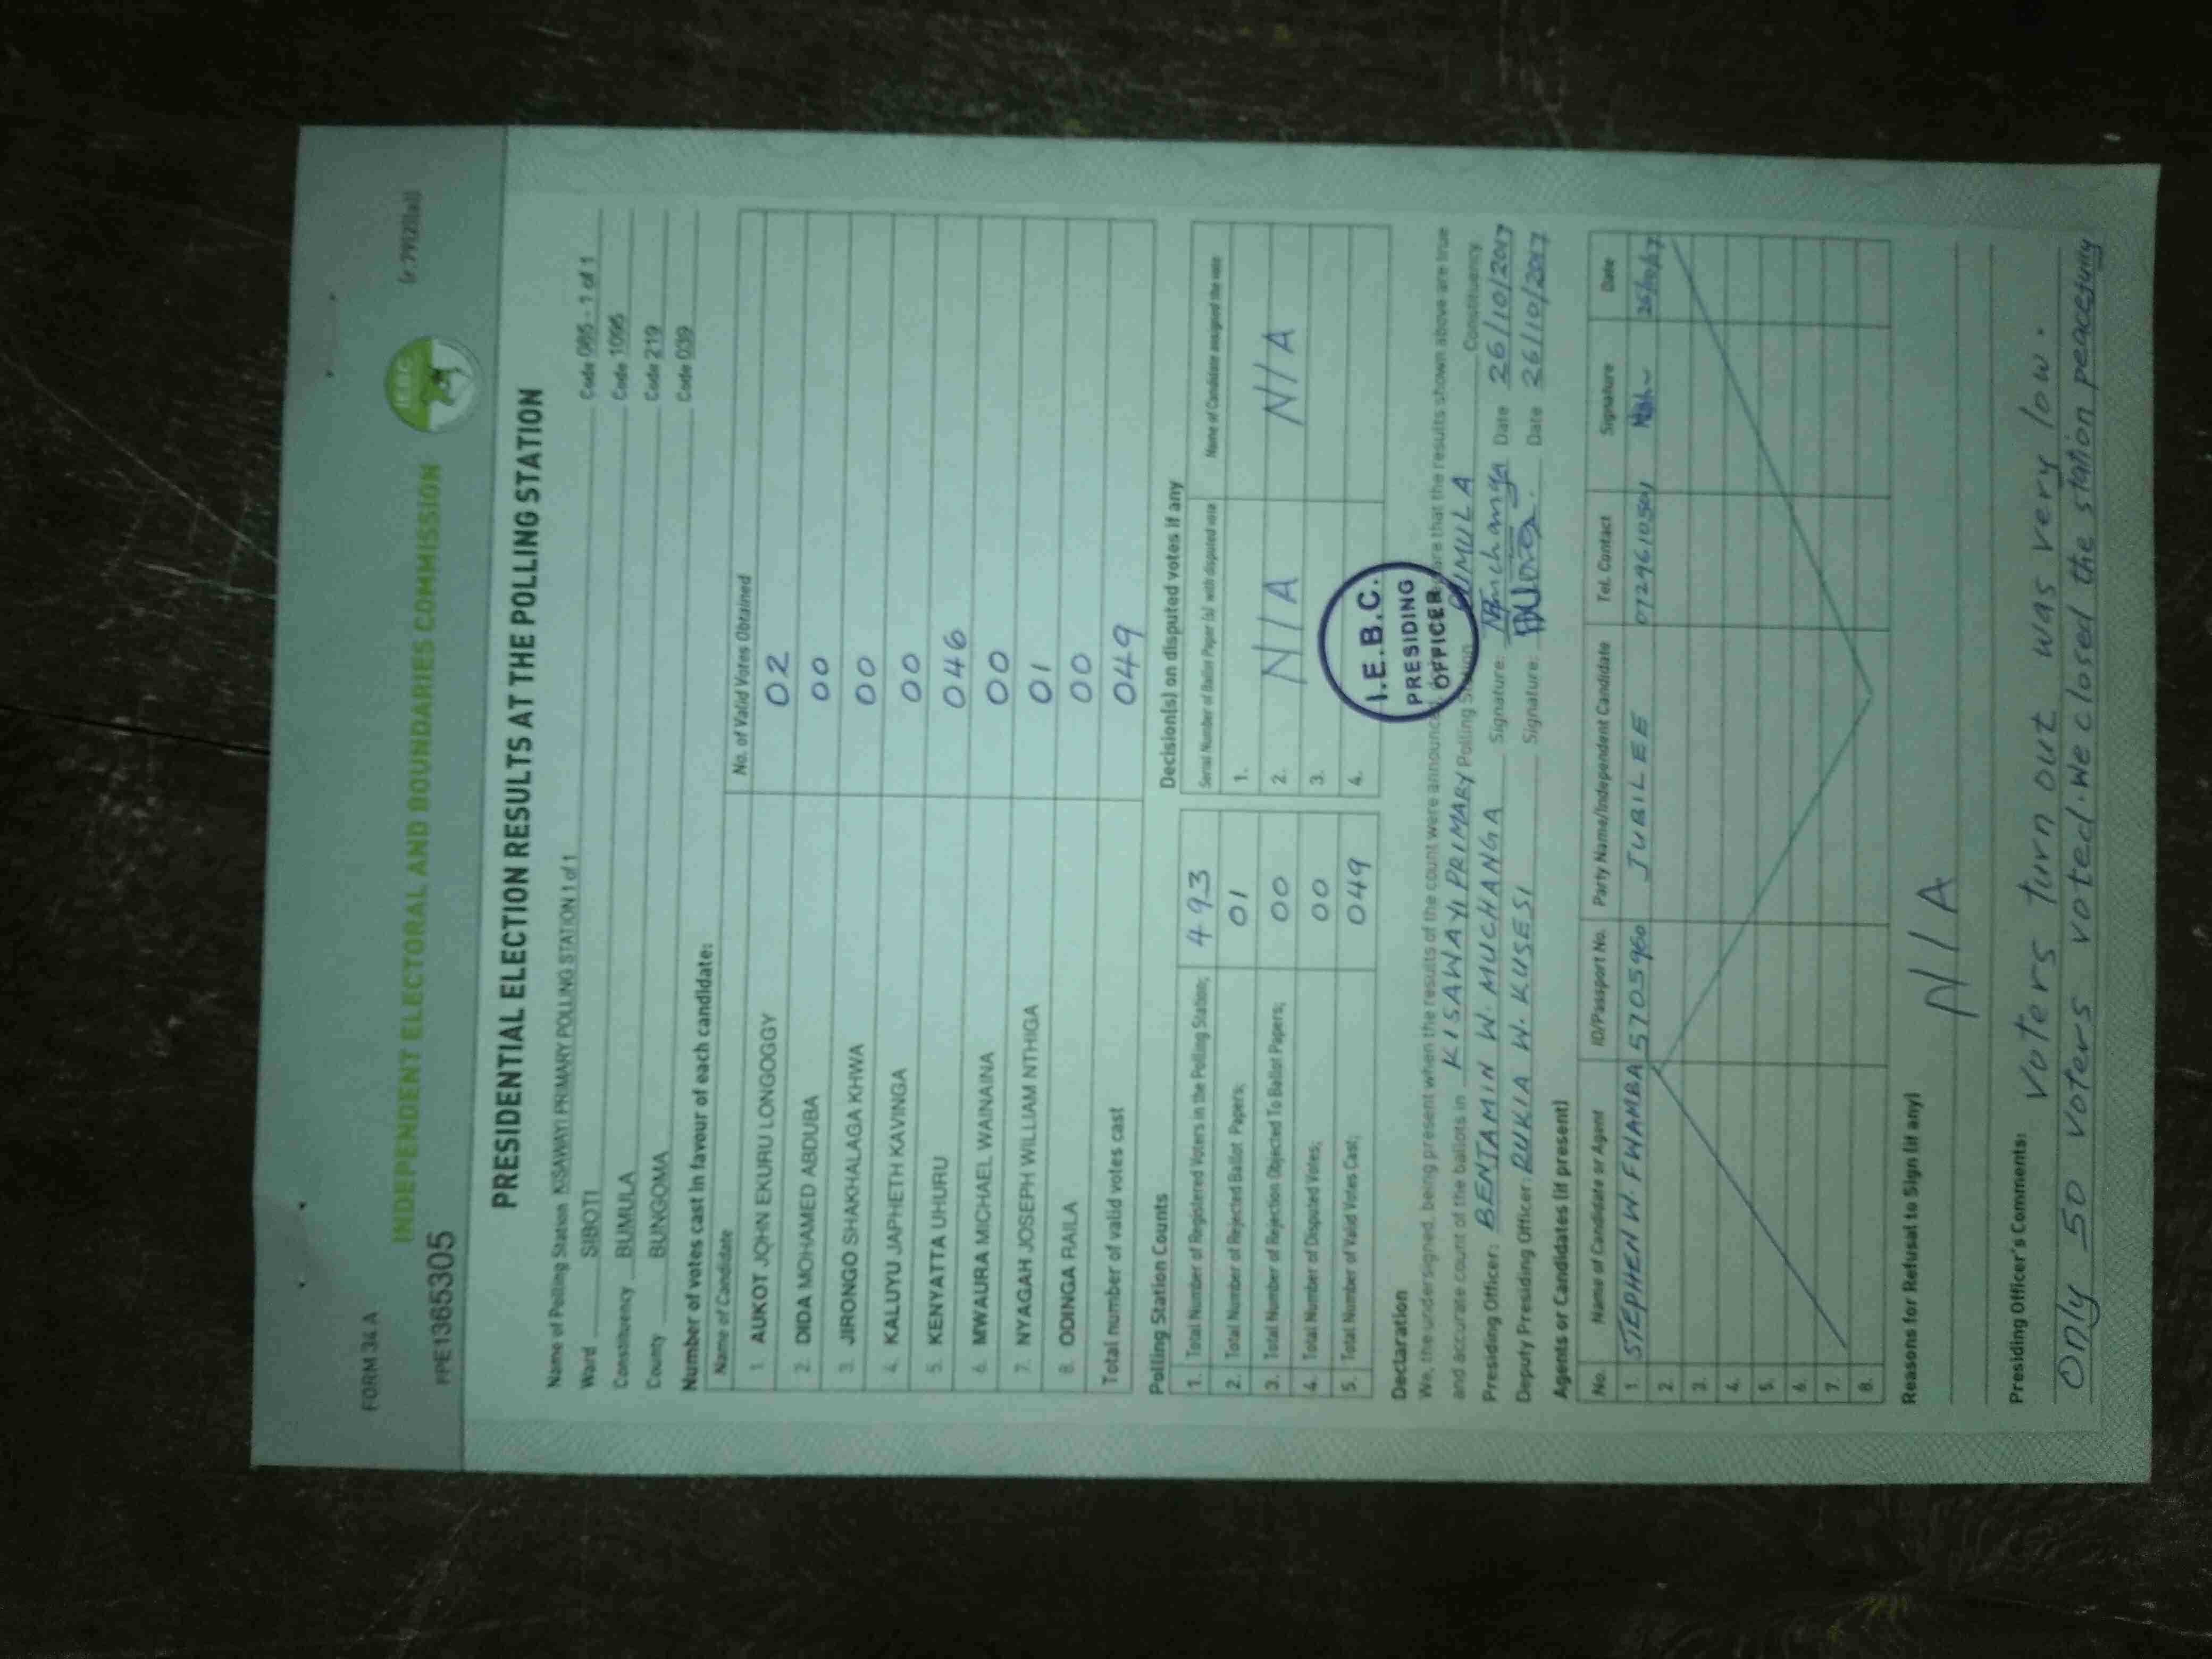 FORM 34 A
(r.79(2)(a))
INDEPENDENT ELECTORAL AND BOUNDARIES COMMISSION
IEBC
PE1365305
PRESIDENTIAL ELECTION RESULTS AT THE POLLING STATION
Name of Polling Station KISAWAYI PRIMARY POLLING STATION 1 of 1 Code 085 - 1 of 1
Ward SIBOTI Code 1095
Constituency BUMULA Code 219
County BUNGOMA Code 039
Number of votes cast in favour of each candidate:
Name of Candidate No. of Valid Votes Obtained
1. AUKOT JOHN EKURU LONGOGGY 02
2. DIDA MOHAMED ABDUBA 00
3. JIRONGO SHAKHALAGA KHWA 00
4. KALUYU JAPHETH KAVINGA 00
5. KENYATTA UHURU 046
6. MWAURA MICHAEL WAINAINA 00
7. NYAGAH JOSEPH WILLIAM NTHIGA 01
8. ODINGA RAILA 00
Total number of valid votes cast 049
Polling Station Counts
1. Total Number of Registered Voters in the Polling Station; 493
2. Total Number of Rejected Ballot Papers; 01
3. Total Number of Rejection Objected To Ballot Papers; 00
4. Total Number of Disputed Votes; 00
5. Total Number of Valid Votes Cast; 049
Decision(s) on disputed votes if any
Serial Number of Ballot Paper (s) with disputed vote Name of Candidate assigned the vote
1.
2. N/A N/A
3.
4.
I.E.B.C.
PRESIDING
OFFICER
Declaration
We, the undersigned, being present when the results of the count were announced, that the results shown above are true
and accurate count of the ballots in KISAWAYI PRIMARY Polling Station BUMULA Constituency
Presiding Officer: BENJAMIN W. MUCHANGA Signature: Date 26/10/2017
Deputy Presiding Officer: RUKIA W. KUSESI Signature: Date 26/10/2017
Agents or Candidates (if present)
No. Name of Candidate or Agent ID/Passport No. Party Name/Independent Candidate Tel. Contact Signature Date
1. STEPHEN W. FWAMBA 5705960 JUBILEE 26/10/17
2.
3.
4.
5.
6.
7.
8.
Reasons for Refusal to Sign (if any)
N/A
Presiding Officer's Comments: Voters turn out was very low.
Only 50 voters voted. We closed the station peacefully